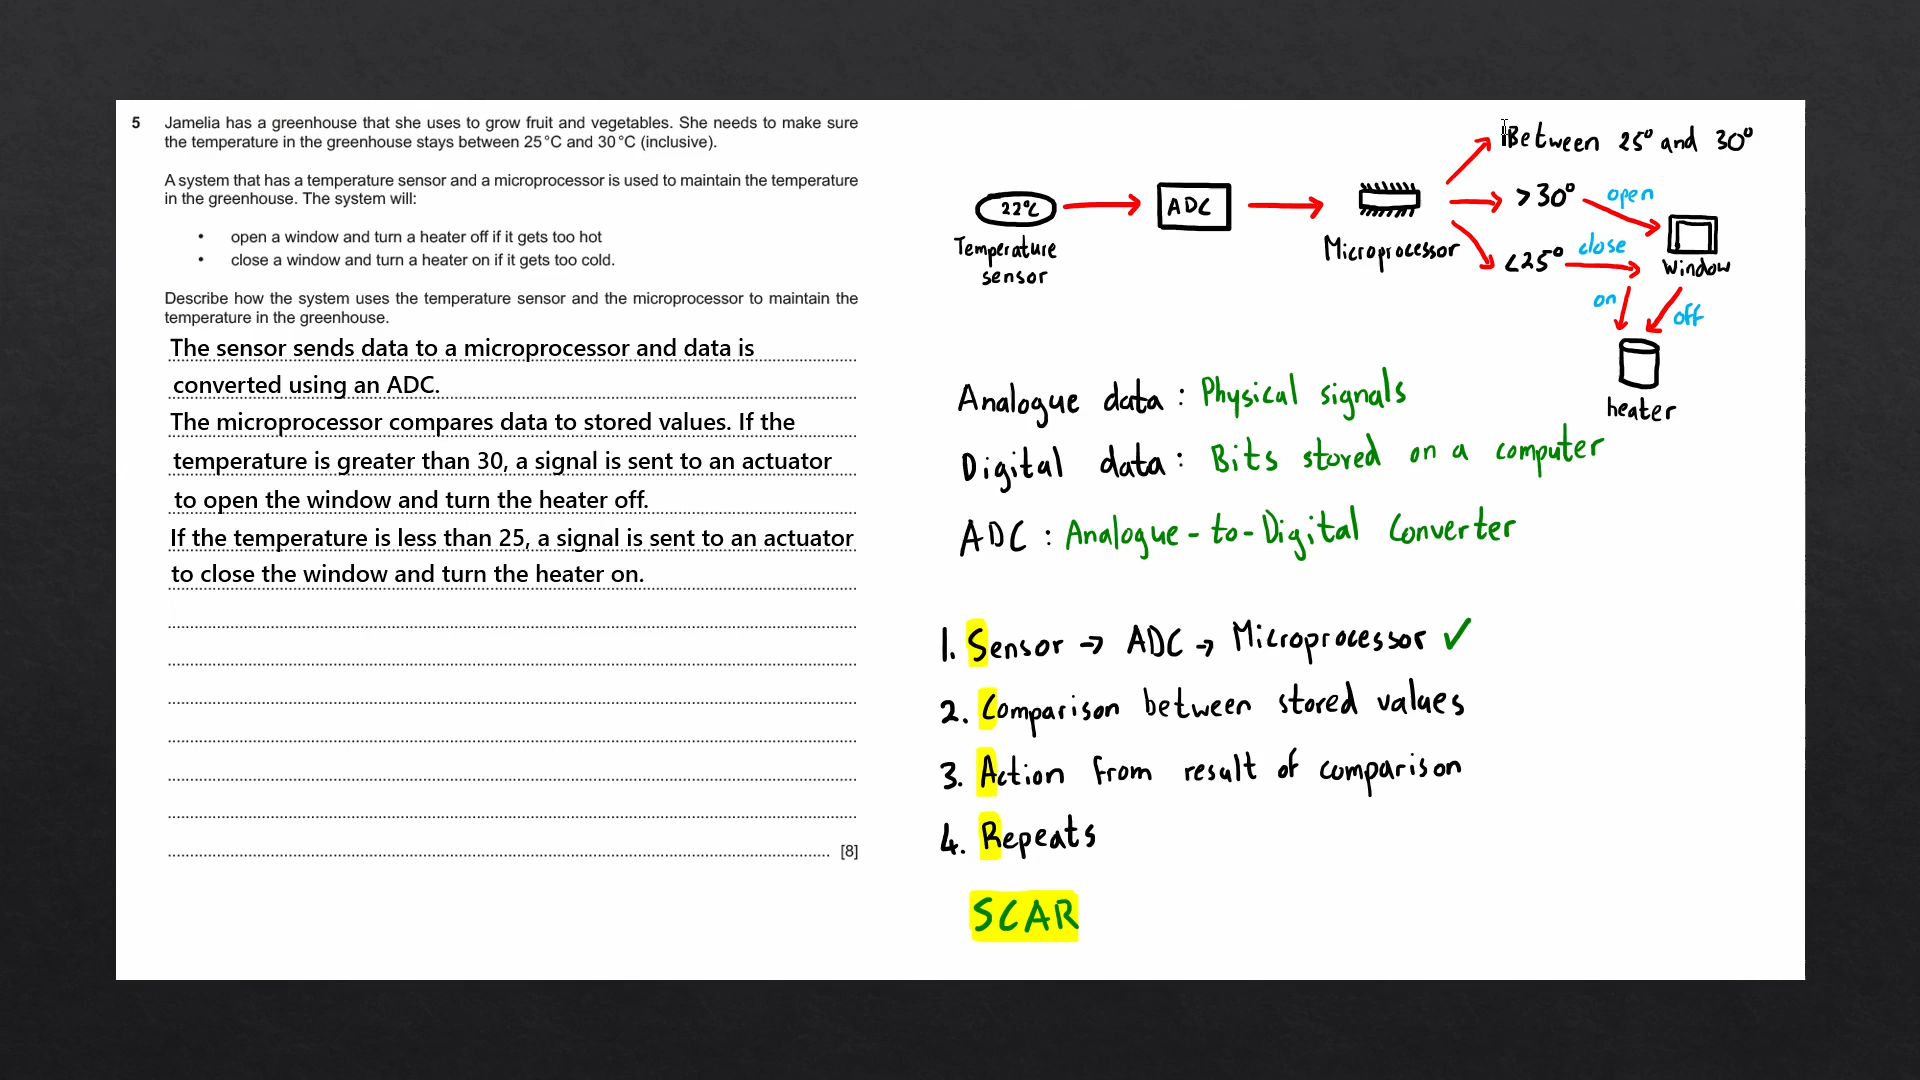 5 Jamelia has a greenhouse that she uses to grow fruit and vegetables. She needs to make sure
the temperature in the greenhouse stays between 25 °C and 30 °C (inclusive).
A system that has a temperature sensor and a microprocessor is used to maintain the temperature
in the greenhouse. The system will:
• open a window and turn a heater off if it gets too hot
• close a window and turn a heater on if it gets too cold.
Describe how the system uses the temperature sensor and the microprocessor to maintain the
temperature in the greenhouse.
The sensor sends data to a microprocessor and data is
converted using an ADC.
The microprocessor compares data to stored values. If the
temperature is greater than 30, a signal is sent to an actuator
to open the window and turn the heater off.
If the temperature is less than 25, a signal is sent to an actuator
to close the window and turn the heater on.
[8]
22°C
Temperature
sensor
ADC
Microprocessor
Between 25° and 30°
>30°
open
<25°
close
window
on
off
heater
Analogue data : Physical signals
Digital data : Bits stored on a computer
ADC : Analogue-to-Digital Converter
1. Sensor → ADC → Microprocessor ✓
2. Comparison between stored values
3. Action from result of comparison
4. Repeats
SCAR